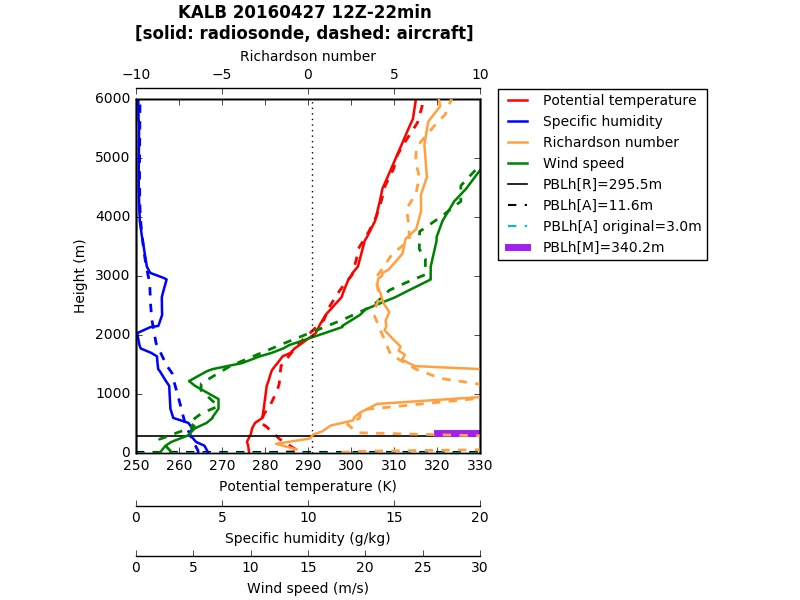 KALB 20160427 12Z-22min
[solid: radiosonde, dashed: aircraft]
Richardson number
−10 −5 0 5 10
Potential temperature
Specific humidity
Richardson number
Wind speed
PBLh[R]=295.5m
PBLh[A]=11.6m
PBLh[A] original=3.0m
PBLh[M]=340.2m
Height (m)
6000
5000
4000
3000
2000
1000
0
250 260 270 280 290 300 310 320 330
Potential temperature (K)
0 5 10 15 20
Specific humidity (g/kg)
0 5 10 15 20 25 30
Wind speed (m/s)